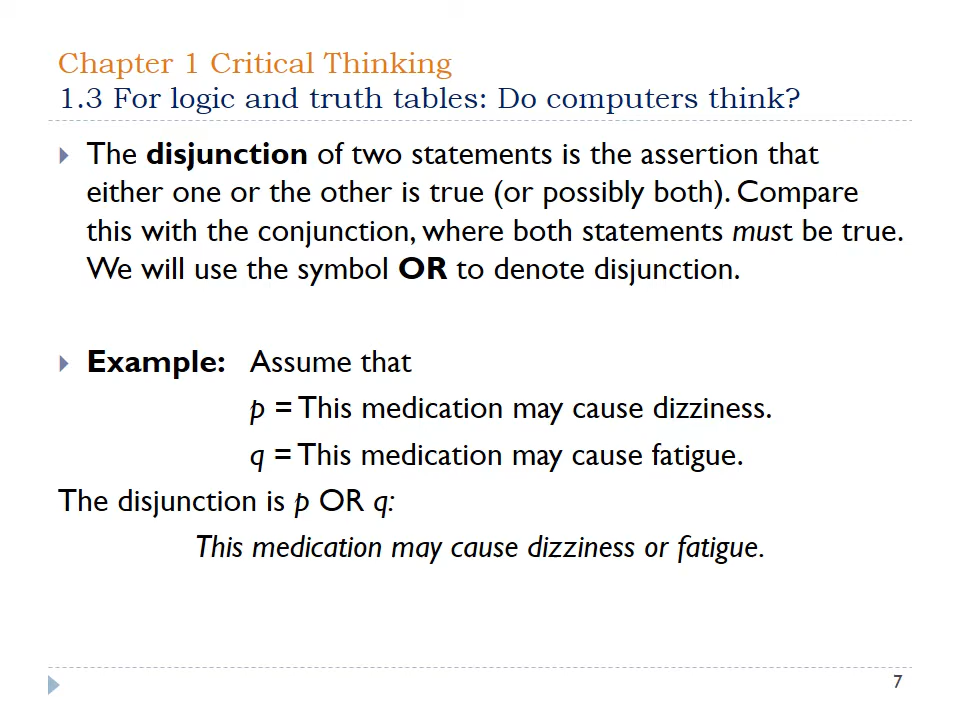 Chapter 1 Critical Thinking
1.3 For logic and truth tables: Do computers think?
The disjunction of two statements is the assertion that
either one or the other is true (or possibly both). Compare
this with the conjunction, where both statements must be true.
We will use the symbol OR to denote disjunction.
Example: Assume that
p = This medication may cause dizziness.
q = This medication may cause fatigue.
The disjunction is p OR q:
This medication may cause dizziness or fatigue.
7